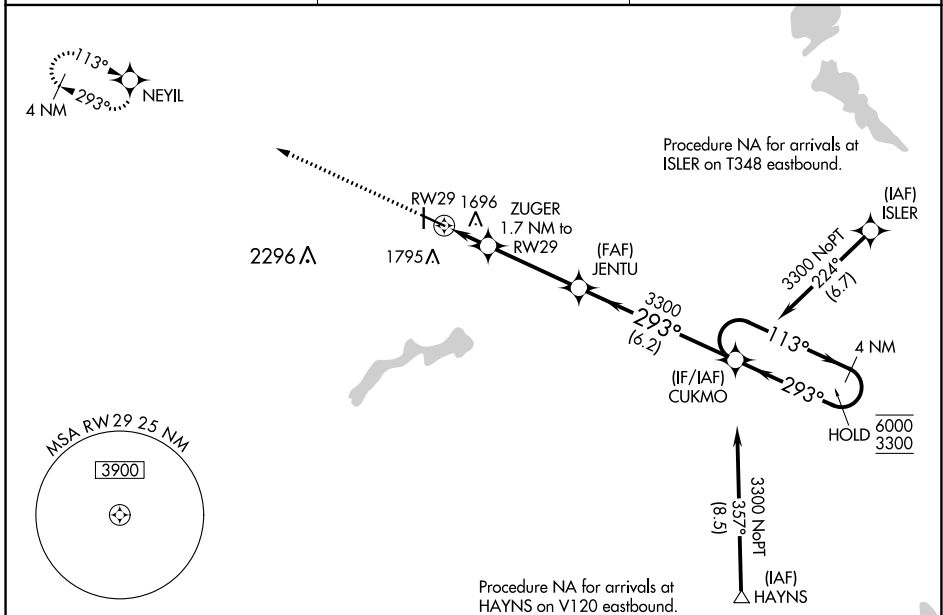 113°
NEYIL
293°
4 NM
Procedure NA for arrivals at
ISLER on T348 eastbound.
(IAF)
ISLER
RW29
1696
ZUGER
1.7 NM to
RW29
2296
1795
(FAF)
JENTU
3300 NoPT
224°
(6.7)
3300
293°
(6.2)
113°
4 NM
(IF/IAF)
CUKMO
293°
HOLD
6000
3300
MSA RW29 25 NM
3900
3300 NoPT
357°
(8.5)
(IAF)
HAYNS
Procedure NA for arrivals at
HAYNS on V120 eastbound.